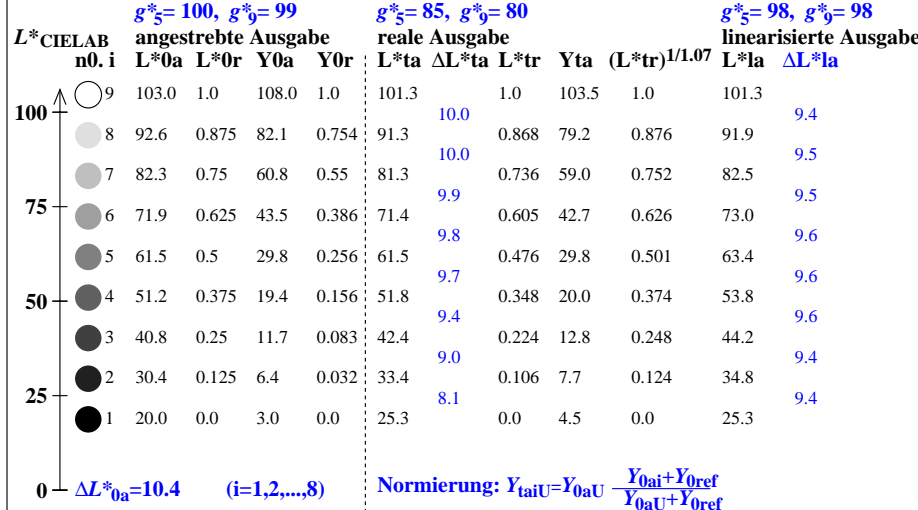 g*5= 100, g*9= 99 g*5= 85, g*9= 80 g*5= 98, g*9= 98
L*CIELAB angestrebte Ausgabe reale Ausgabe linearisierte Ausgabe
n0. i L*0a L*0r Y0a Y0r L*ta ΔL*ta L*tr Yta (L*tr)1/1.07 L*la ΔL*la
9 103.0 1.0 108.0 1.0 101.3 1.0 103.5 1.0 101.3
100 10.0 9.4
8 92.6 0.875 82.1 0.754 91.3 0.868 79.2 0.876 91.9
10.0 9.5
7 82.3 0.75 60.8 0.55 81.3 0.736 59.0 0.752 82.5
75 9.9 9.5
6 71.9 0.625 43.5 0.386 71.4 0.605 42.7 0.626 73.0
9.8 9.6
5 61.5 0.5 29.8 0.256 61.5 0.476 29.8 0.501 63.4
9.7 9.6
50 4 51.2 0.375 19.4 0.156 51.8 0.348 20.0 0.374 53.8
9.4 9.6
3 40.8 0.25 11.7 0.083 42.4 0.224 12.8 0.248 44.2
9.0 9.4
2 30.4 0.125 6.4 0.032 33.4 0.106 7.7 0.124 34.8
25 8.1 9.4
1 20.0 0.0 3.0 0.0 25.3 0.0 4.5 0.0 25.3
0 ΔL*0a=10.4 (i=1,2,...,8) Normierung: YtaiU=Y0aU Y0ai+Y0ref
Y0aU+Y0ref